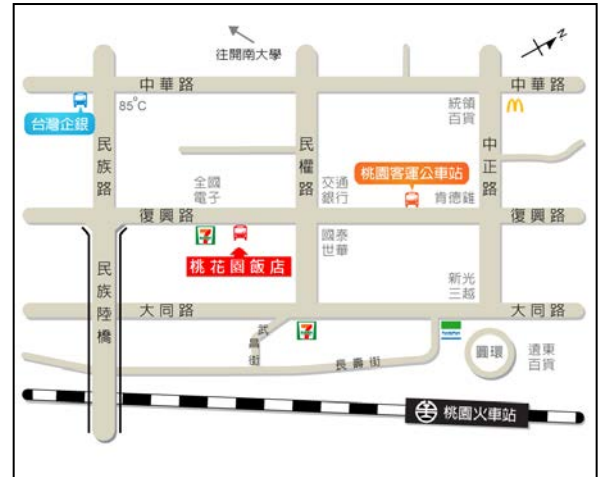 往開南大學
N
中華路
中華路
85°C
台灣企銀
統領
百貨
民族路
民權路
中正路
全國
電子
交通
銀行
桃園客運公車站
肯德雞
復興路
復興路
7
桃花園飯店
國泰
世華
民族陸橋
新光
三越
大同路
大同路
武昌街
7
FamilyMart
長壽街
圓環
遠東
百貨
桃園火車站